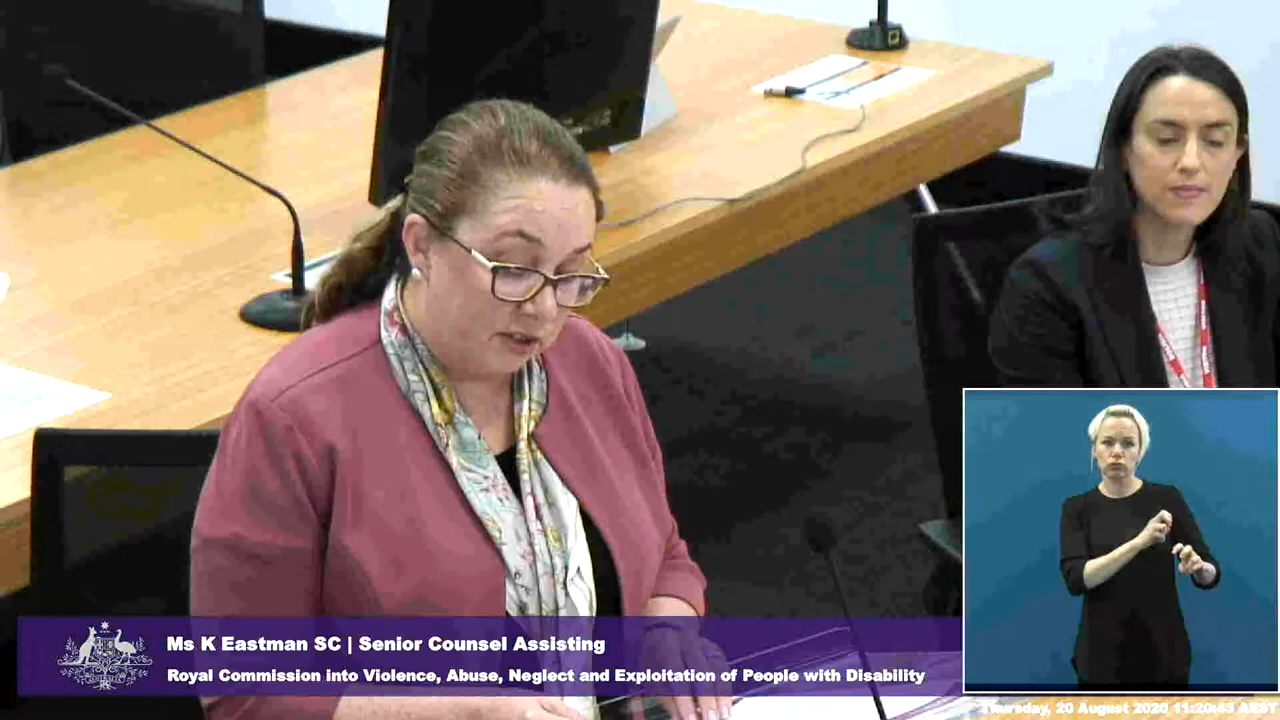 Ms K Eastman SC | Senior Counsel Assisting
Royal Commission into Violence, Abuse, Neglect and Exploitation of People with Disability
Thursday, 20 August 2020 11:20:43 AEST